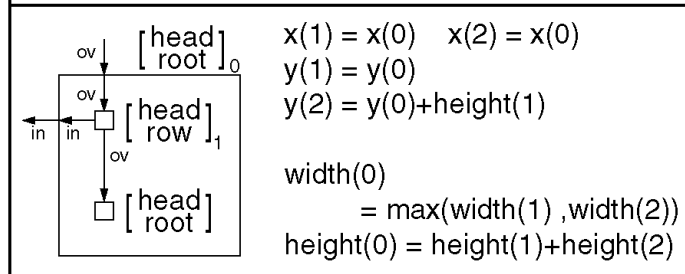 ov [head root]0
ov
in in [head row]1
ov
[head root]
x(1) = x(0) x(2) = x(0)
y(1) = y(0)
y(2) = y(0)+height(1)
width(0)
= max(width(1) ,width(2))
height(0) = height(1)+height(2)